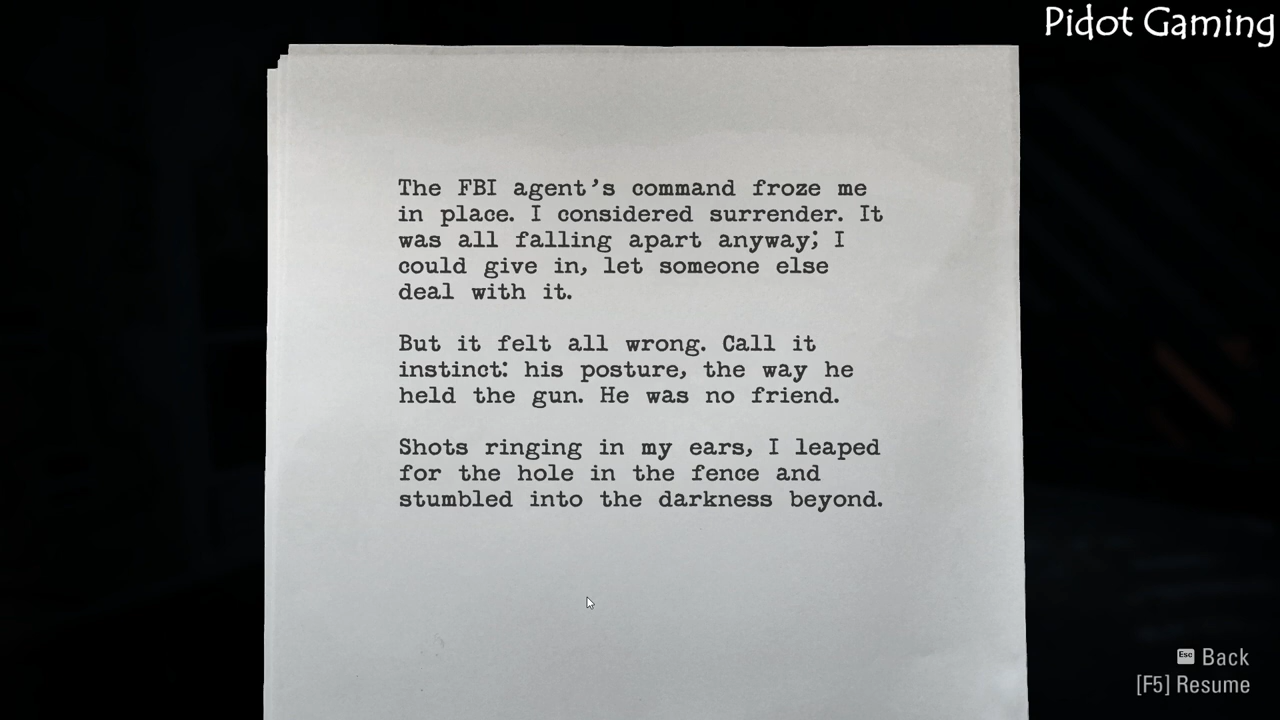 Pidot Gaming
The FBI agent's command froze me
in place. I considered surrender. It
was all falling apart anyway; I
could give in, let someone else
deal with it.
But it felt all wrong. Call it
instinct: his posture, the way he
held the gun. He was no friend.
Shots ringing in my ears, I leaped
for the hole in the fence and
stumbled into the darkness beyond.
Esc Back
[F5] Resume